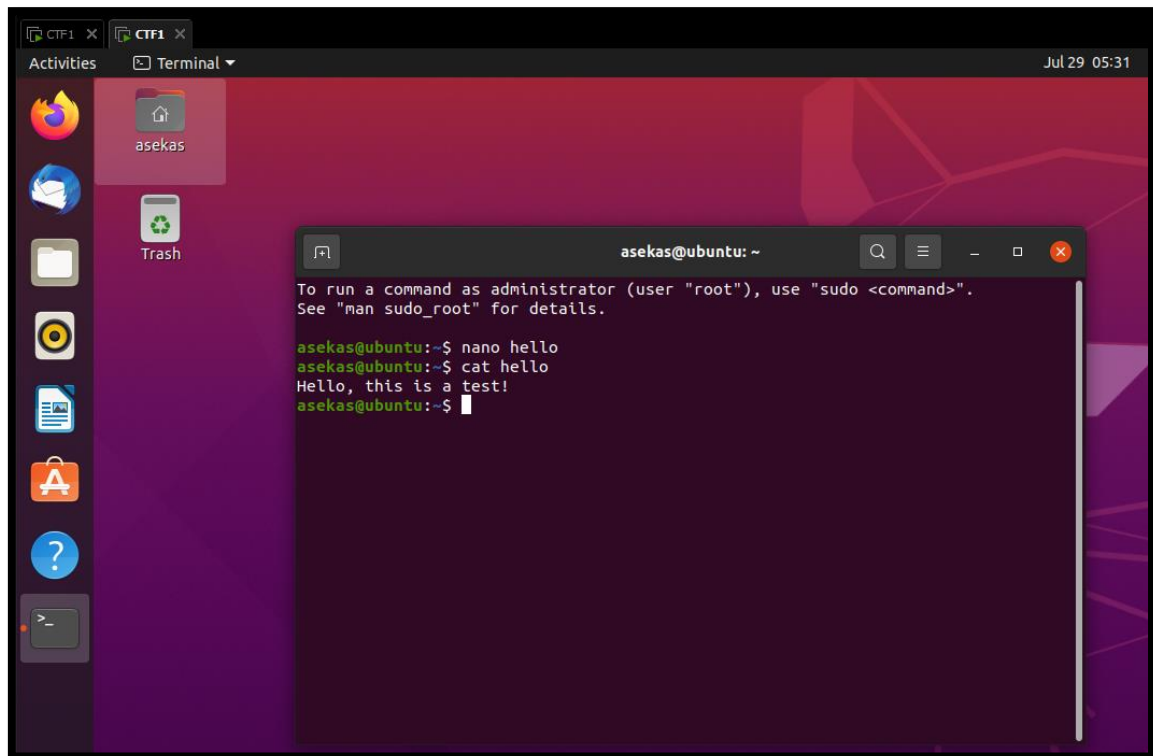 CTF1 CTF1
Activities Terminal Jul 29 05:31
asekas
Trash
asekas@ubuntu: ~
To run a command as administrator (user "root"), use "sudo <command>".
See "man sudo_root" for details.
asekas@ubuntu:~$ nano hello
asekas@ubuntu:~$ cat hello
Hello, this is a test!
asekas@ubuntu:~$